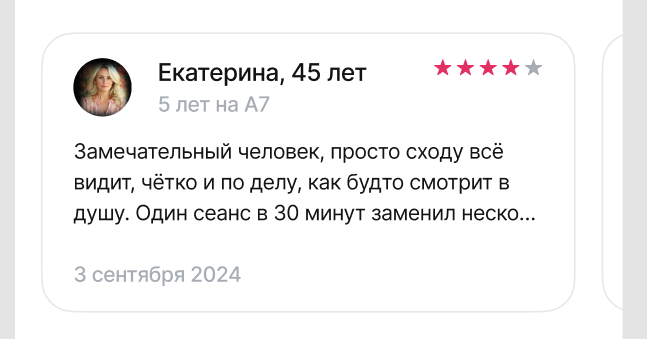 Екатерина, 45 лет
5 лет на А7
Замечательный человек, просто сходу всё
видит, чётко и по делу, как будто смотрит в
душу. Один сеанс в 30 минут заменил неско...
3 сентября 2024